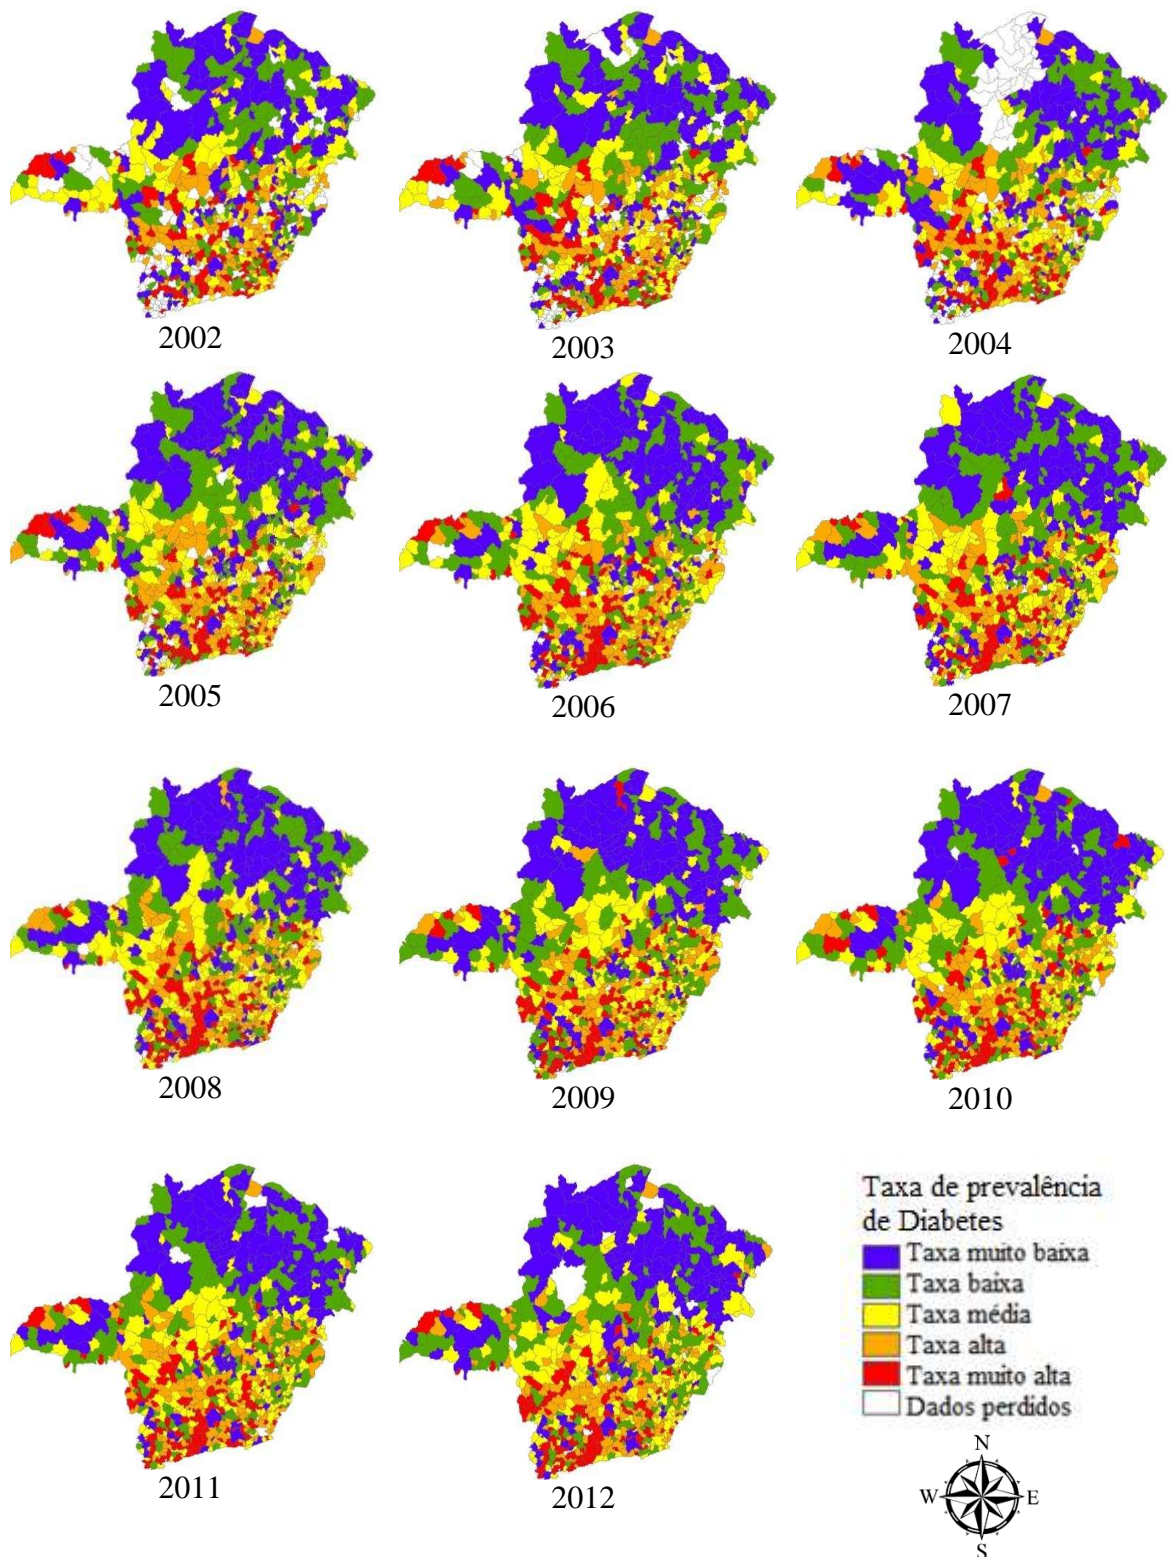 2002
2003
2004
2005
2006
2007
2008
2009
2010
2011
2012
Taxa de prevalência
de Diabetes
Taxa muito baixa
Taxa baixa
Taxa média
Taxa alta
Taxa muito alta
Dados perdidos
N
W E
S